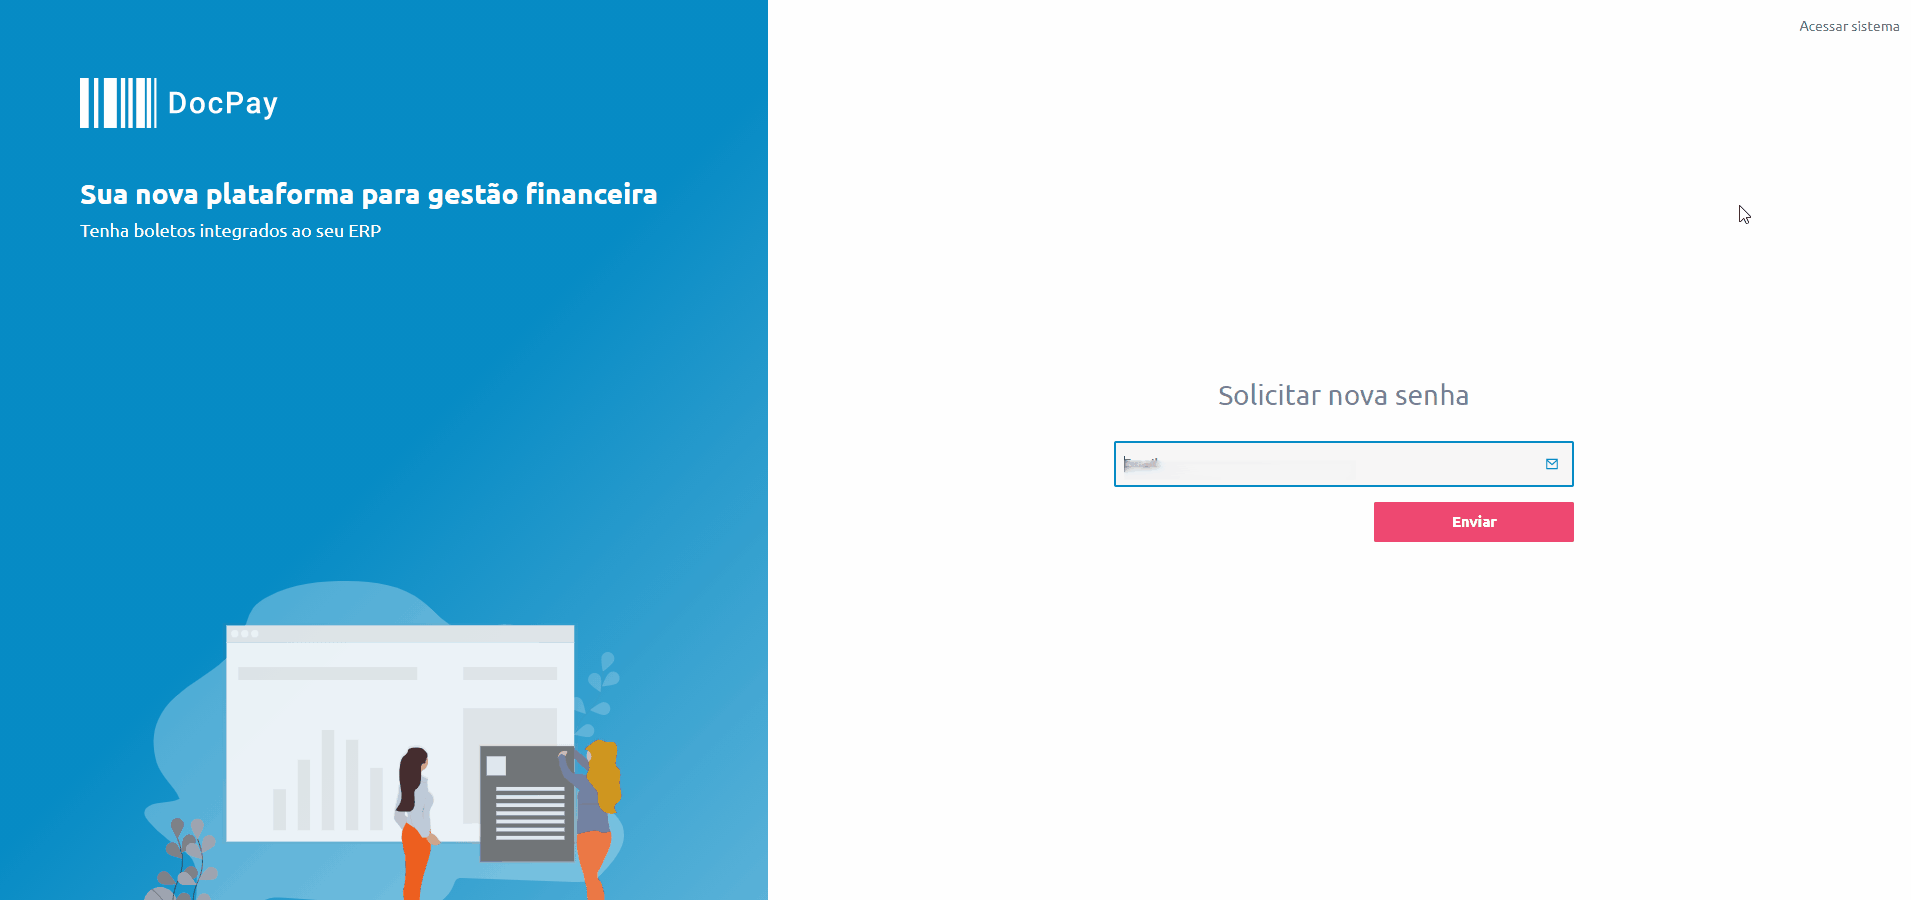 Acessar sistema
DocPay
Sua nova plataforma para gestão financeira
Tenha boletos integrados ao seu ERP
Solicitar nova senha
Enviar